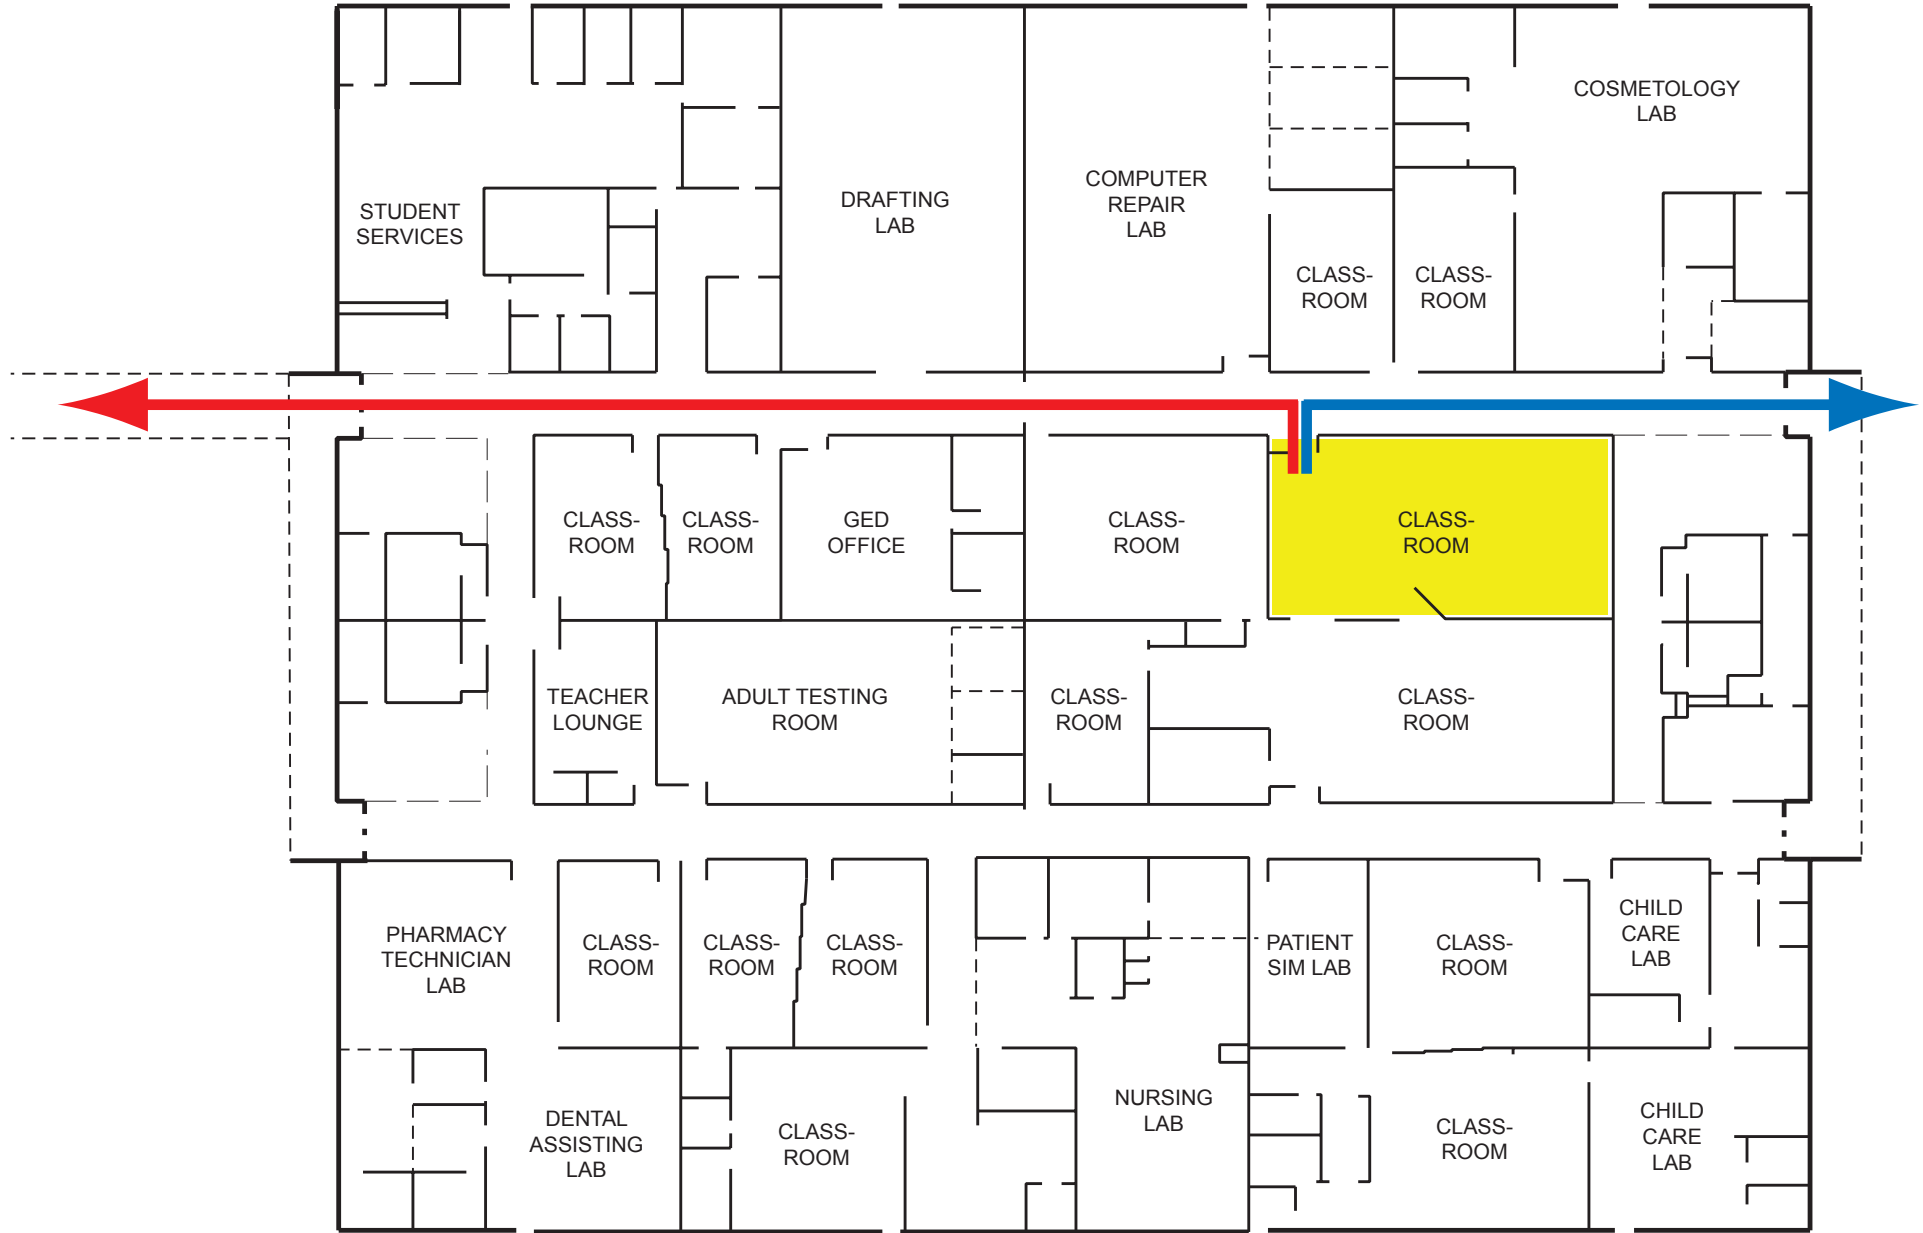 COSMETOLOGY
LAB
STUDENT
SERVICES
DRAFTING
LAB
COMPUTER
REPAIR
LAB
CLASS-
ROOM
CLASS-
ROOM
CLASS-
ROOM
CLASS-
ROOM
GED
OFFICE
CLASS-
ROOM
CLASS-
ROOM
TEACHER
LOUNGE
ADULT TESTING
ROOM
CLASS-
ROOM
CLASS-
ROOM
PHARMACY
TECHNICIAN
LAB
CLASS-
ROOM
CLASS-
ROOM
CLASS-
ROOM
PATIENT
SIM LAB
CLASS-
ROOM
CHILD
CARE
LAB
DENTAL
ASSISTING
LAB
CLASS-
ROOM
NURSING
LAB
CLASS-
ROOM
CHILD
CARE
LAB